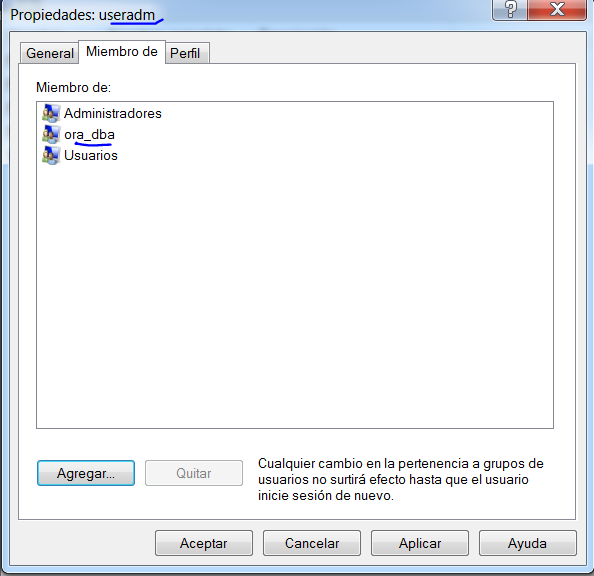 Propiedades: useradm
General Miembro de Perfil
Miembro de:
Administradores
ora_dba
Usuarios
Agregar... Quitar
Cualquier cambio en la pertenencia a grupos de
usuarios no surtirá efecto hasta que el usuario
inicie sesión de nuevo.
Aceptar Cancelar Aplicar Ayuda